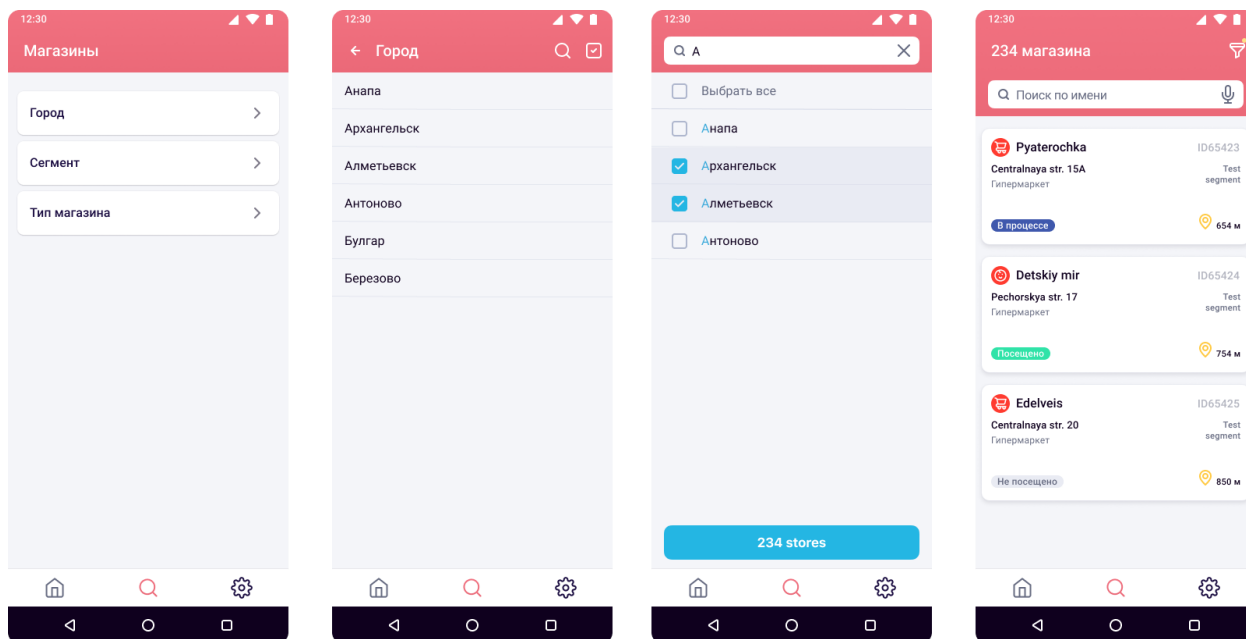 12:30
Магазины
Город
Сегмент
Тип магазина
12:30
Город
Анапа
Архангельск
Алметьевск
Антоново
Булгар
Березово
12:30
А
Выбрать все
Анапа
Архангельск
Алметьевск
Антоново
234 stores
12:30
234 магазина
Поиск по имени
Pyaterochka ID65423
Centralnaya str. 15A Test
Гипермаркет segment
В процессе 654 м
Detskiy mir ID65424
Pechorskya str. 17 Test
Гипермаркет segment
Посещено 754 м
Edelveis ID65425
Centralnaya str. 20 Test
Гипермаркет segment
Не посещено 850 м